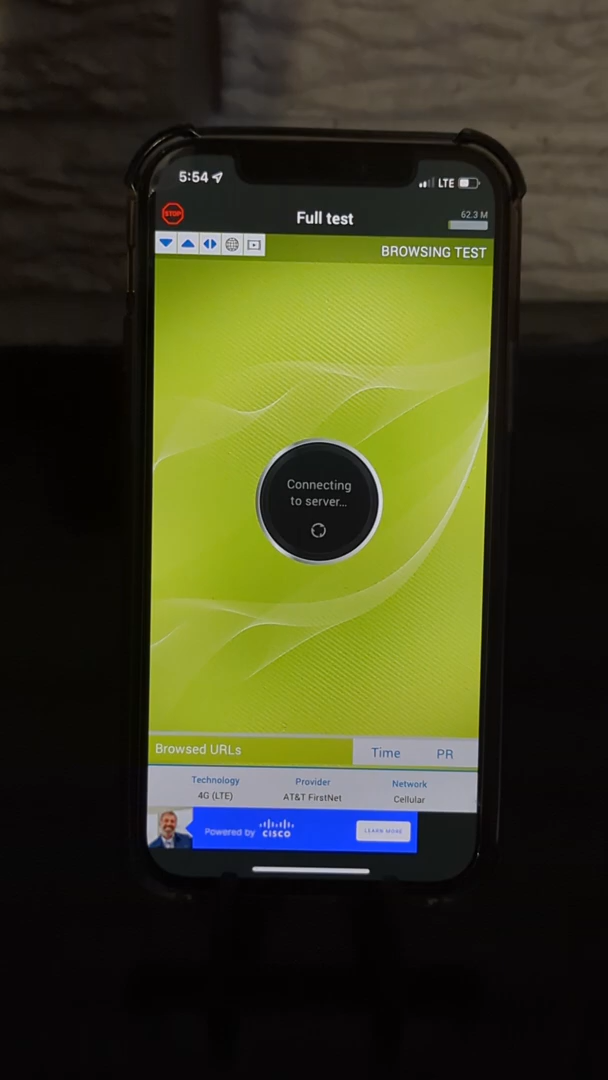 5:54
LTE
STOP
Full test
62.3 M
BROWSING TEST
Connecting
to server...
Browsed URLs
Time
PR
Technology
Provider
Network
4G (LTE)
AT&T FirstNet
Cellular
Powered by
CISCO
LEARN MORE